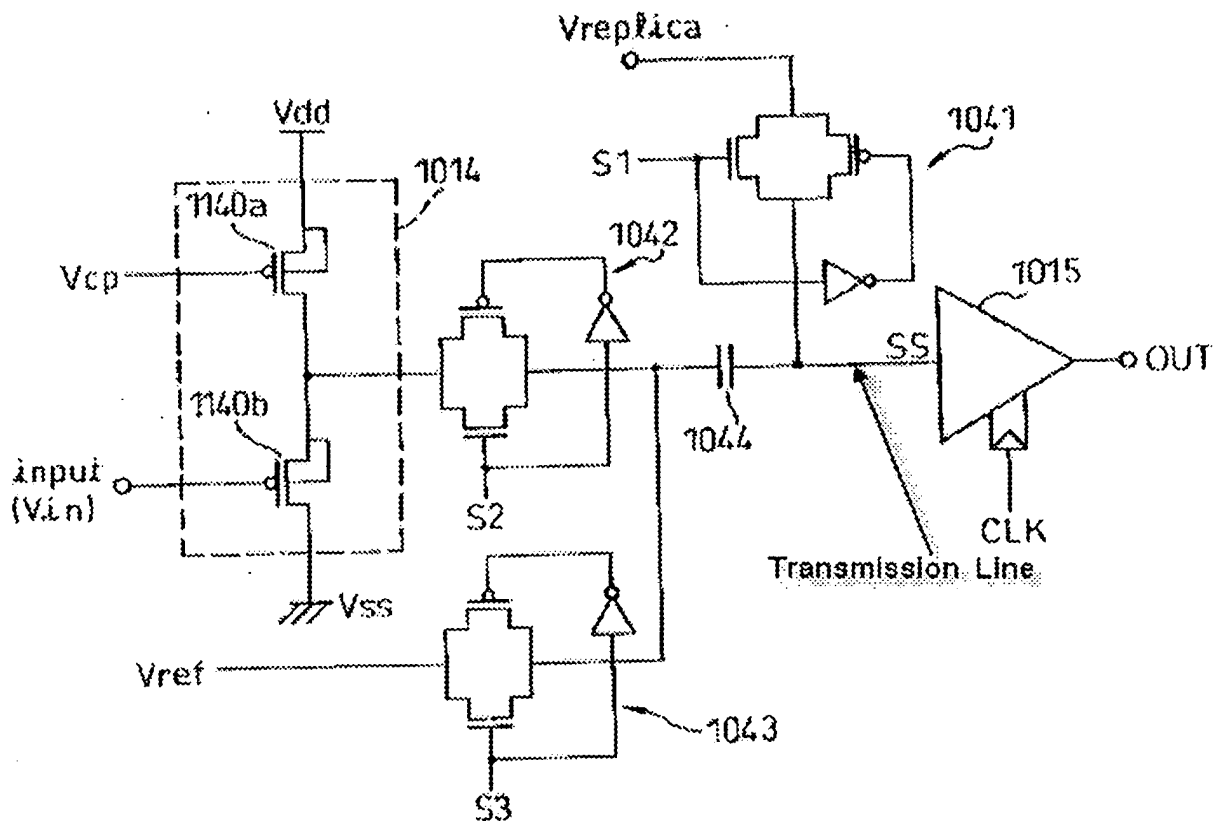 Vreplica
Vdd
1041
S1
1014
1140a
1042
Vcp
1015
SS
OUT
1140b
1044
input
(Vin)
S2
CLK
Transmission Line
Vss
Vref
1043
S3